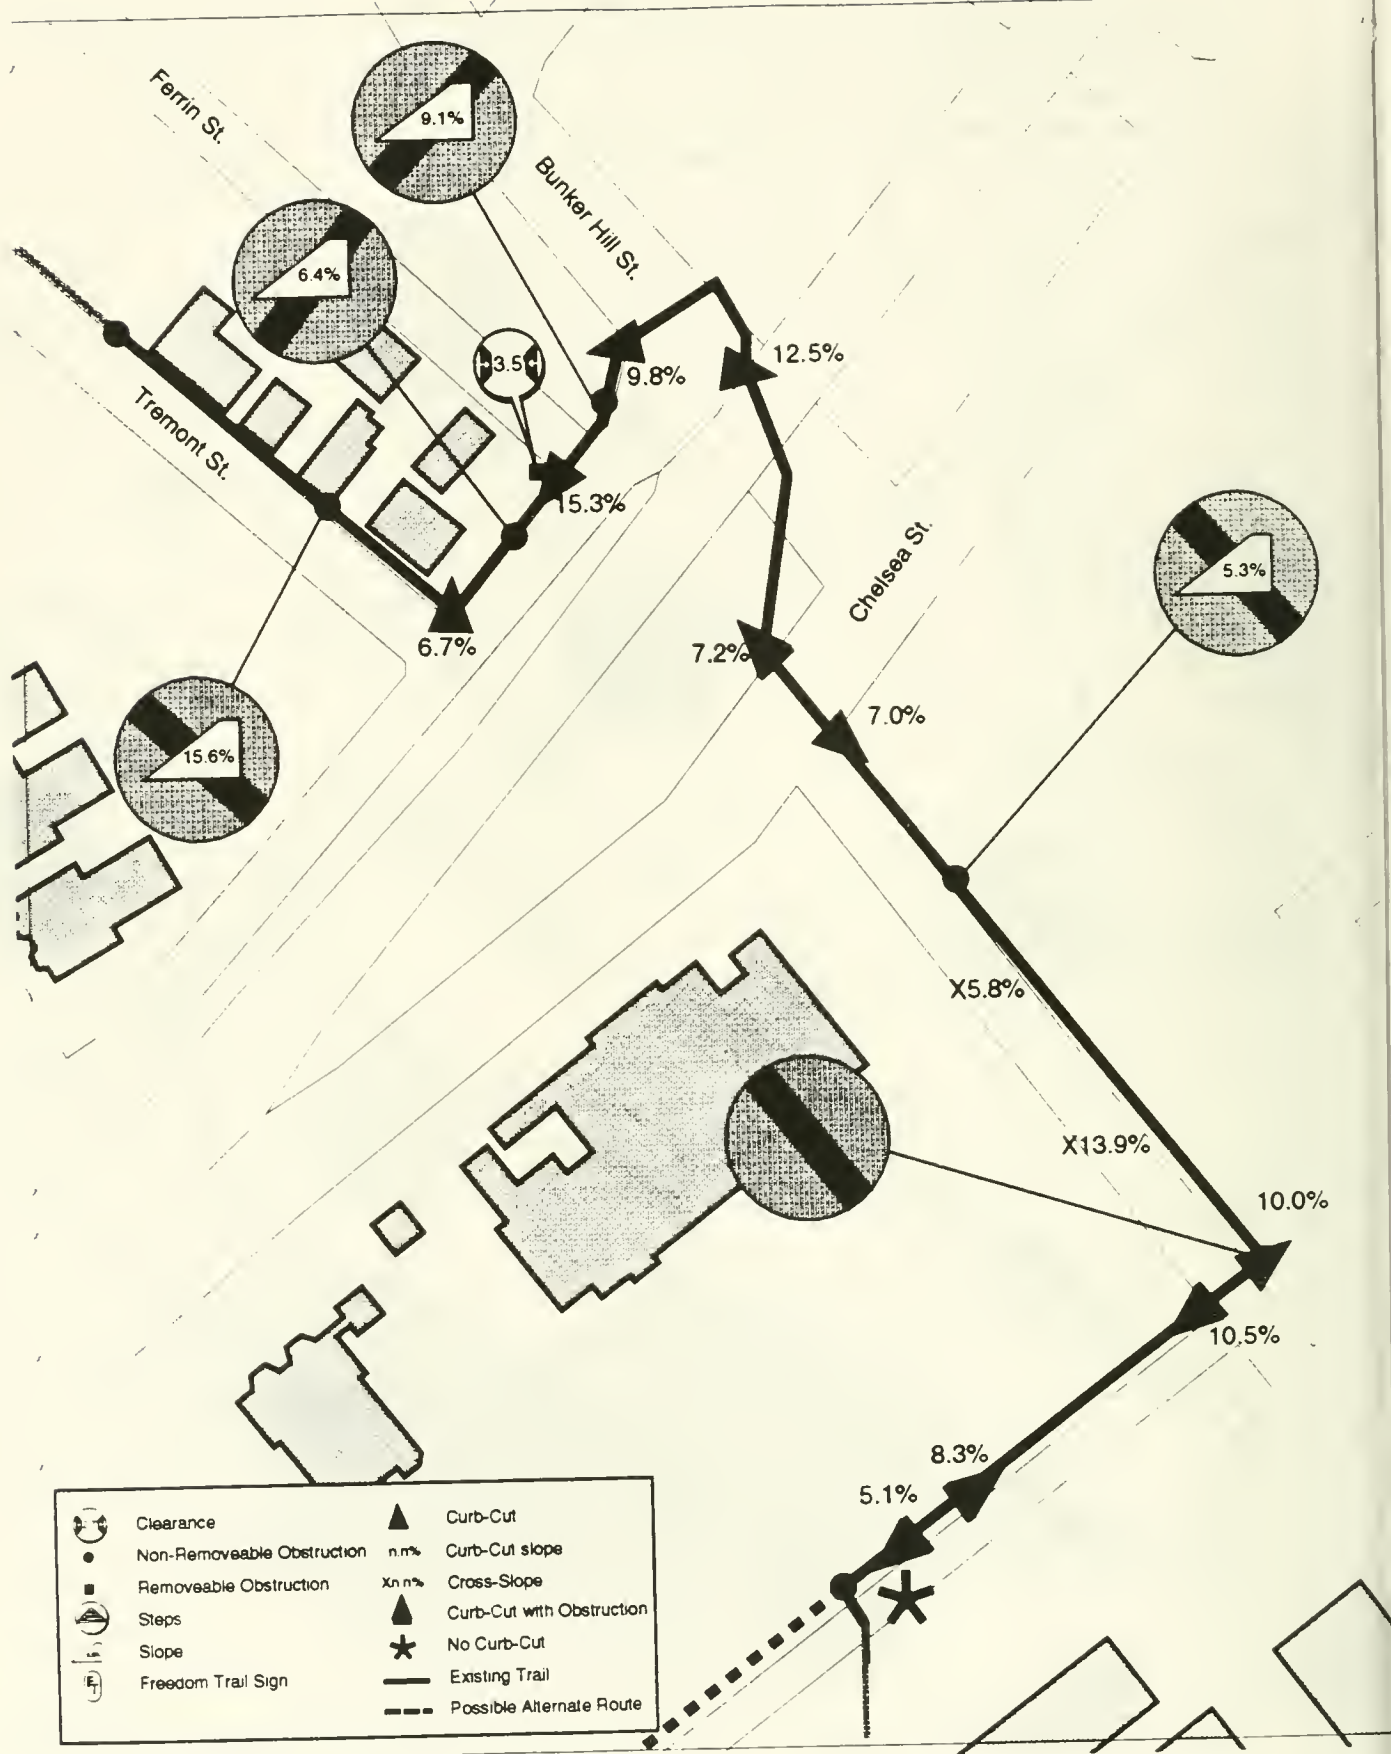 Ferrin St.
9.1%
Bunker Hill St.
6.4%
3.5
9.8%
12.5%
Tremont St.
15.3%
Chelsea St.
5.3%
6.7%
7.2%
7.0%
15.6%
X5.8%
X13.9%
10.0%
10.5%
8.3%
5.1%
Clearance
Non-Removeable Obstruction
Removeable Obstruction
Steps
Slope
Freedom Trail Sign
Curb-Cut
n.n% Curb-Cut slope
Xn n% Cross-Slope
Curb-Cut with Obstruction
No Curb-Cut
Existing Trail
Possible Alternate Route